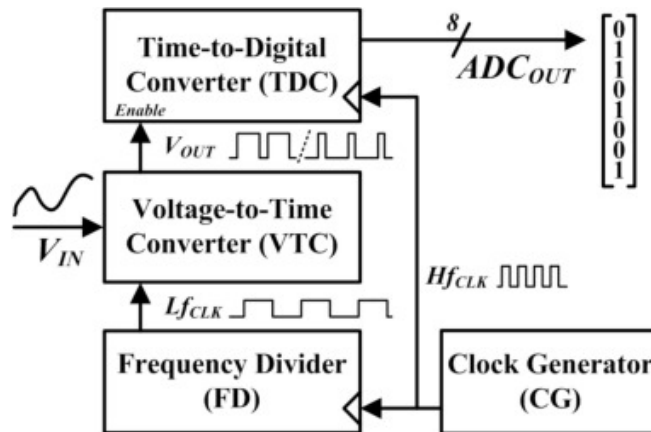 Time-to-Digital
Converter (TDC)
Enable
8
ADC_OUT
0
1
1
0
1
0
0
1
V_OUT
Voltage-to-Time
Converter (VTC)
V_IN
Hf_CLK
Lf_CLK
Frequency Divider
(FD)
Clock Generator
(CG)